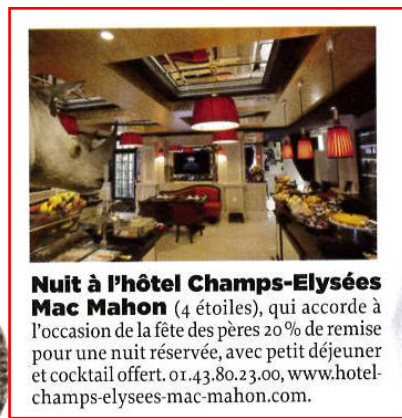 Nuit à l'hôtel Champs-Elysées
Mac Mahon (4 étoiles), qui accorde à
l'occasion de la fête des pères 20 % de remise
pour une nuit réservée, avec petit déjeuner
et cocktail offert. 01.43.80.23.00, www.hotel-
champs-elysees-mac-mahon.com.